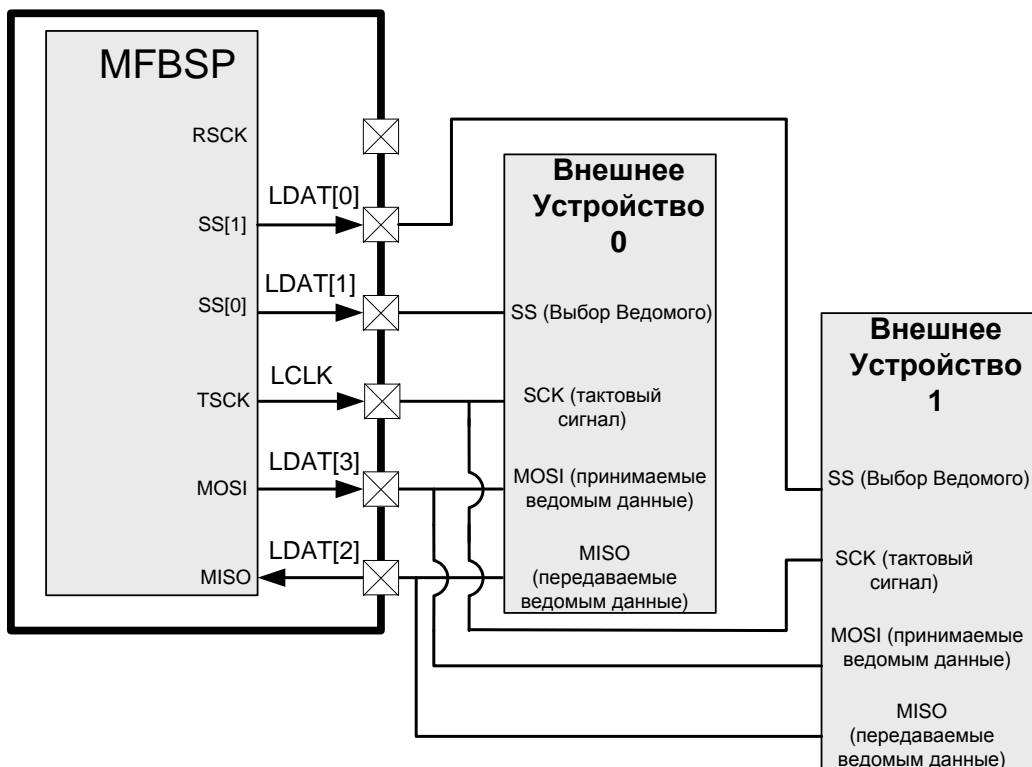 MFBSP
RSCK
LDAT[0]
SS[1]
LDAT[1]
SS[0]
LCLK
TSCK
LDAT[3]
MOSI
LDAT[2]
MISO
Внешнее
Устройство
0
SS (Выбор Ведомого)
SCK (тактовый
сигнал)
MOSI (принимаемые
ведомым данные)
MISO
(передаваемые
ведомым данные)
Внешнее
Устройство
1
SS (Выбор Ведомого)
SCK (тактовый
сигнал)
MOSI (принимаемые
ведомым данные)
MISO
(передаваемые
ведомым данные)